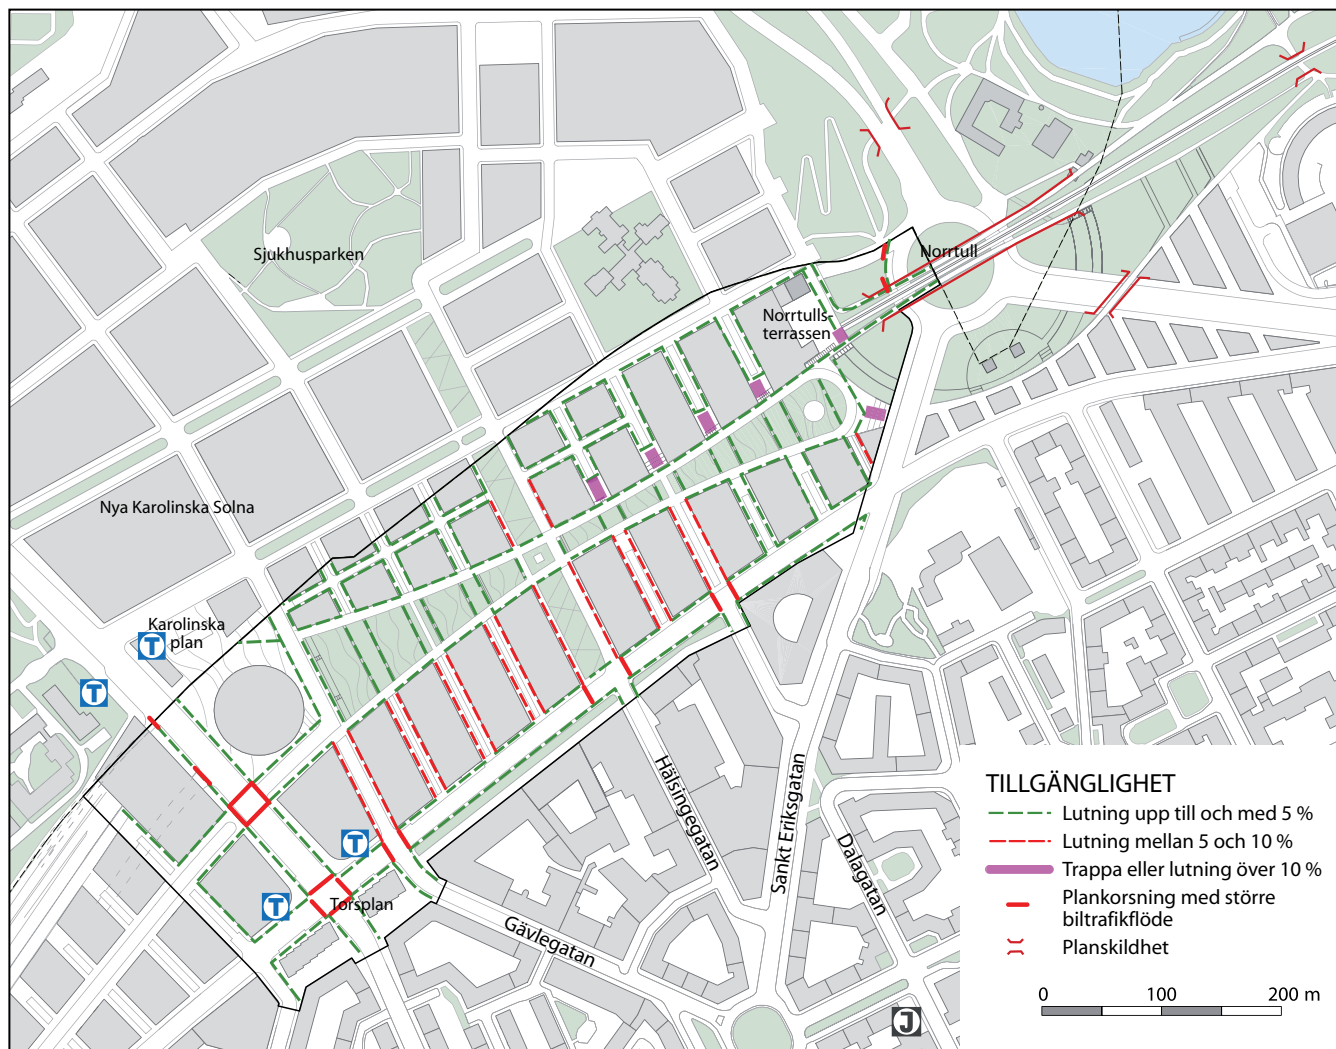 Sjukhusparken
Norrtull
Norrtulls-
terrassen
Nya Karolinska Solna
Karolinska
plan
T
T
T
T
Torsplan
Hälsingegatan
Sankt Eriksgatan
Dalagatan
Gävlegatan
J
TILLGÄNGLIGHET
Lutning upp till och med 5 %
Lutning mellan 5 och 10 %
Trappa eller lutning över 10 %
Plankorsning med större
biltrafikflöde
Planskildhet
0 100 200 m